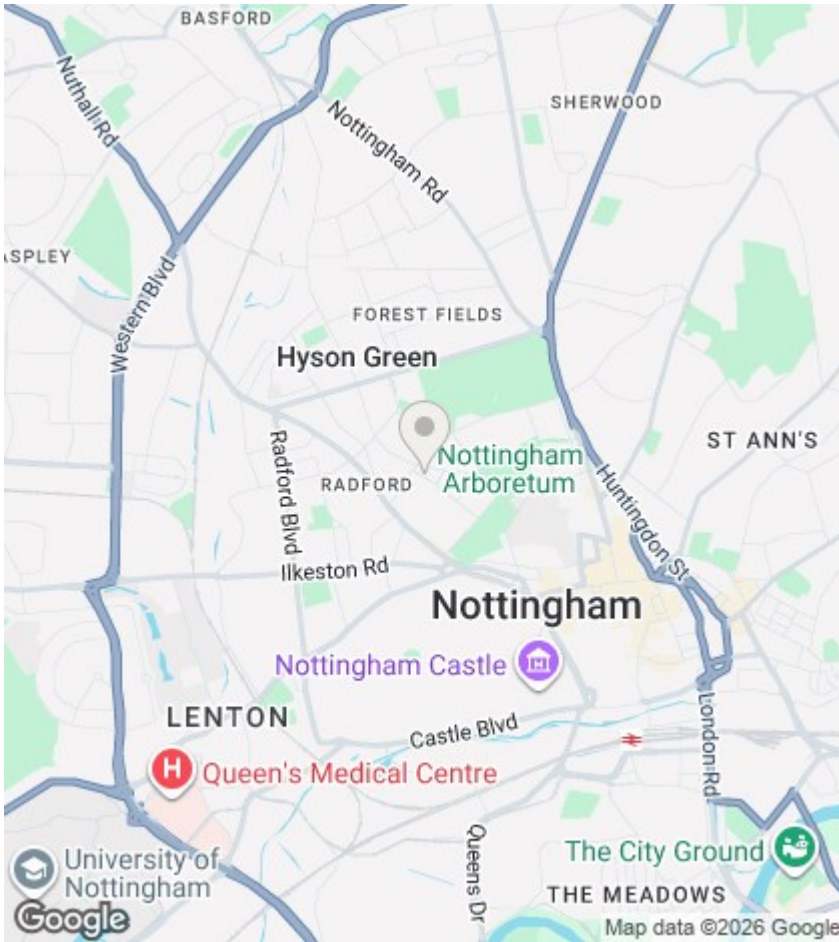 BASFORD
Nuthall Rd
SHERWOOD
Nottingham Rd
ASPLEY
Western Blvd
FOREST FIELDS
Hyson Green
ST ANN'S
Nottingham
Arboretum
RADFORD
Radford Blvd
Huntingdon St
Ilkeston Rd
Nottingham
Nottingham Castle
LENTON
Castle Blvd
London Rd
H
Queen's Medical Centre
Queens Dr
The City Ground
University of
Nottingham
THE MEADOWS
Google
Map data ©2026 Google